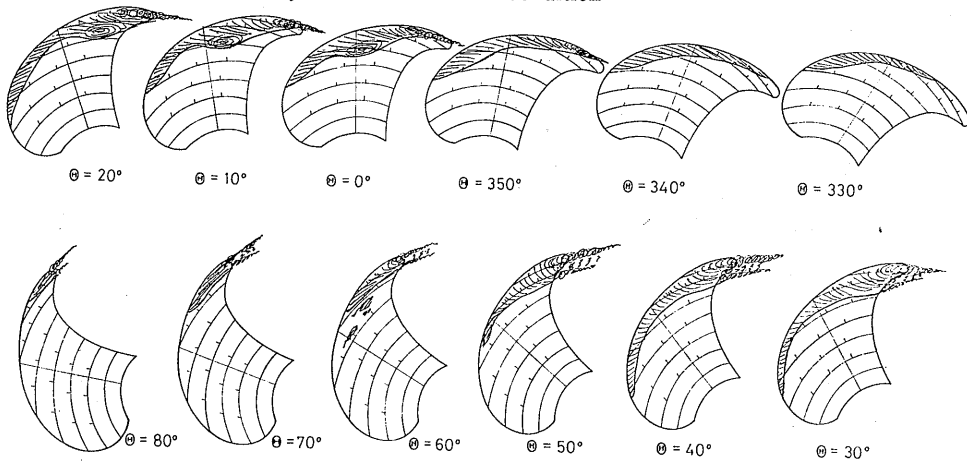 Θ = 20°
Θ = 10°
Θ = 0°
Θ = 350°
Θ = 340°
Θ = 330°
Θ = 80°
Θ = 70°
Θ = 60°
Θ = 50°
Θ = 40°
Θ = 30°